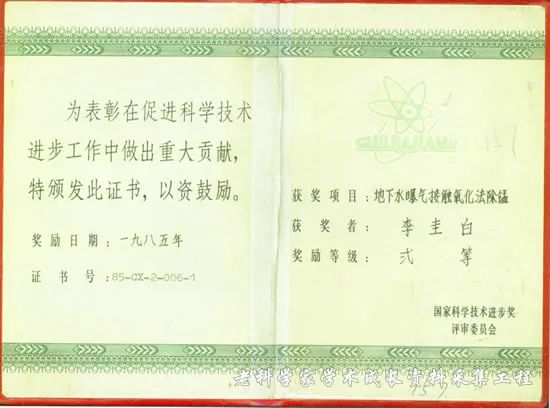 为表彰在促进科学技术
进步工作中做出重大贡献，
特颁发此证书，以资鼓励。
奖励日期：一九八五年
证书号：85-CX-2-006-1
获奖项目：地下水曝气接触氧化法除锰
获奖者：李圭白
奖励等级：弍等
国家科学技术进步奖
评审委员会
老科学家学术成长资料采集工程